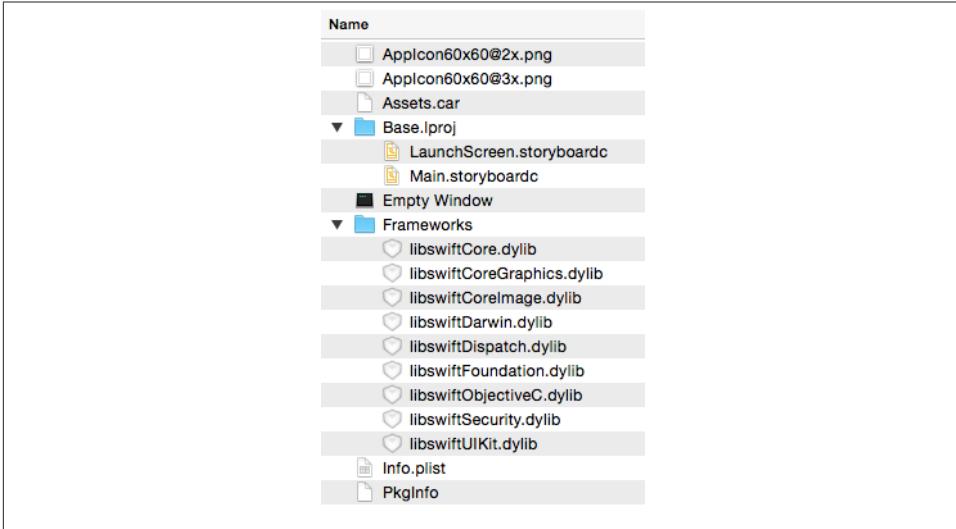 Name
AppIcon60x60@2x.png
AppIcon60x60@3x.png
Assets.car
Base.lproj
LaunchScreen.storyboardc
Main.storyboardc
Empty Window
Frameworks
libswiftCore.dylib
libswiftCoreGraphics.dylib
libswiftCoreImage.dylib
libswiftDarwin.dylib
libswiftDispatch.dylib
libswiftFoundation.dylib
libswiftObjectiveC.dylib
libswiftSecurity.dylib
libswiftUIKit.dylib
Info.plist
PkgInfo